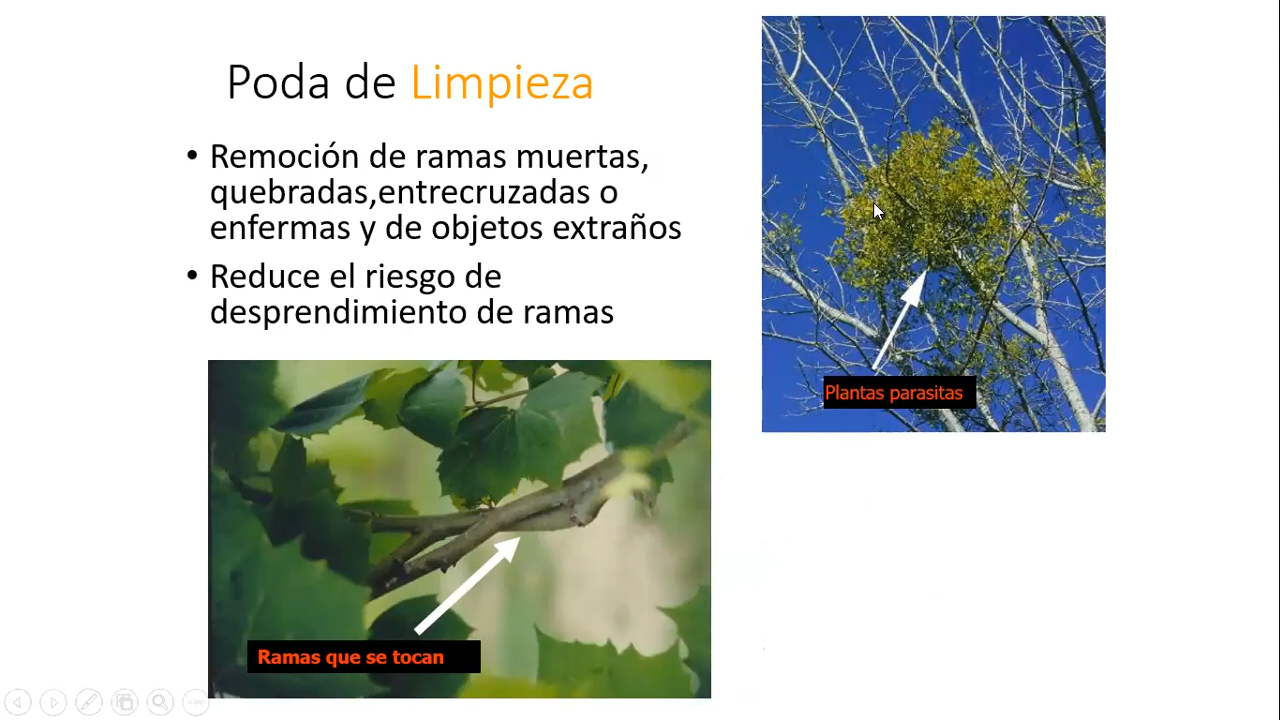 Poda de Limpieza
• Remoción de ramas muertas,
quebradas,entrecruzadas o
enfermas y de objetos extraños
• Reduce el riesgo de
desprendimiento de ramas
Plantas parasitas
Ramas que se tocan